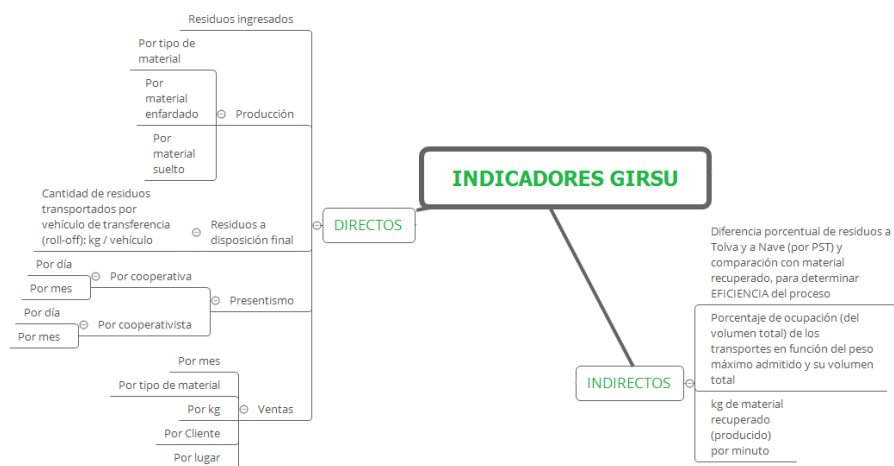 INDICADORES GIRSU
DIRECTOS
Residuos ingresados
Producción
Por tipo de
material
Por
material
enfardado
Por
material
suelto
Residuos a
disposición final
Cantidad de residuos
transportados por
vehículo de transferencia
(roll-off): kg / vehículo
Presentismo
Por cooperativa
Por día
Por mes
Por cooperativista
Por día
Por mes
Ventas
Por mes
Por tipo de material
Por kg
Por Cliente
Por lugar
INDIRECTOS
Diferencia porcentual de residuos a
Tolva y a Nave (por PST) y
comparación con material
recuperado, para determinar
EFICIENCIA del proceso
Porcentaje de ocupación (del
volumen total) de los
transportes en función del peso
máximo admitido y su volumen
total
kg de material
recuperado
(producido)
por minuto